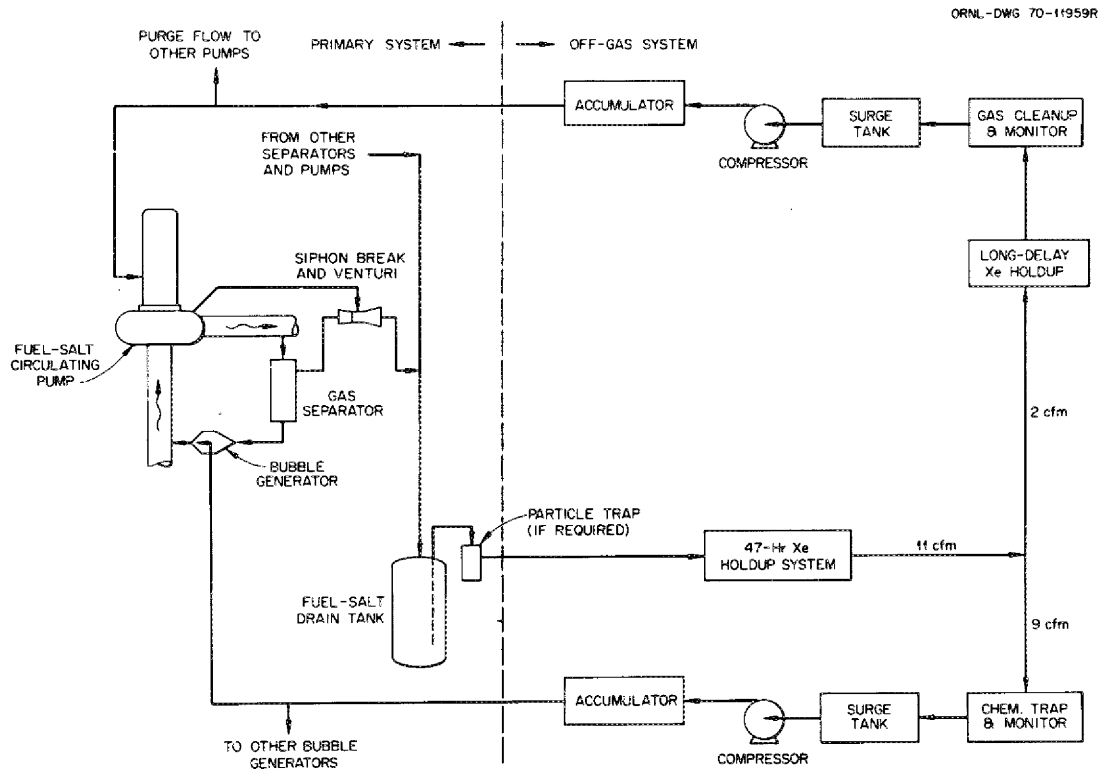 ORNL-DWG 70-11959R
PURGE FLOW TO
OTHER PUMPS
PRIMARY SYSTEM
OFF-GAS SYSTEM
ACCUMULATOR
COMPRESSOR
SURGE
TANK
GAS CLEANUP
& MONITOR
FROM OTHER
SEPARATORS
AND PUMPS
LONG-DELAY
Xe HOLDUP
SIPHON BREAK
AND VENTURI
FUEL-SALT
CIRCULATING
PUMP
GAS
SEPARATOR
BUBBLE
GENERATOR
2 cfm
PARTICLE TRAP
(IF REQUIRED)
47-Hr Xe
HOLDUP SYSTEM
11 cfm
FUEL-SALT
DRAIN TANK
9 cfm
ACCUMULATOR
COMPRESSOR
SURGE
TANK
CHEM. TRAP
& MONITOR
TO OTHER BUBBLE
GENERATORS